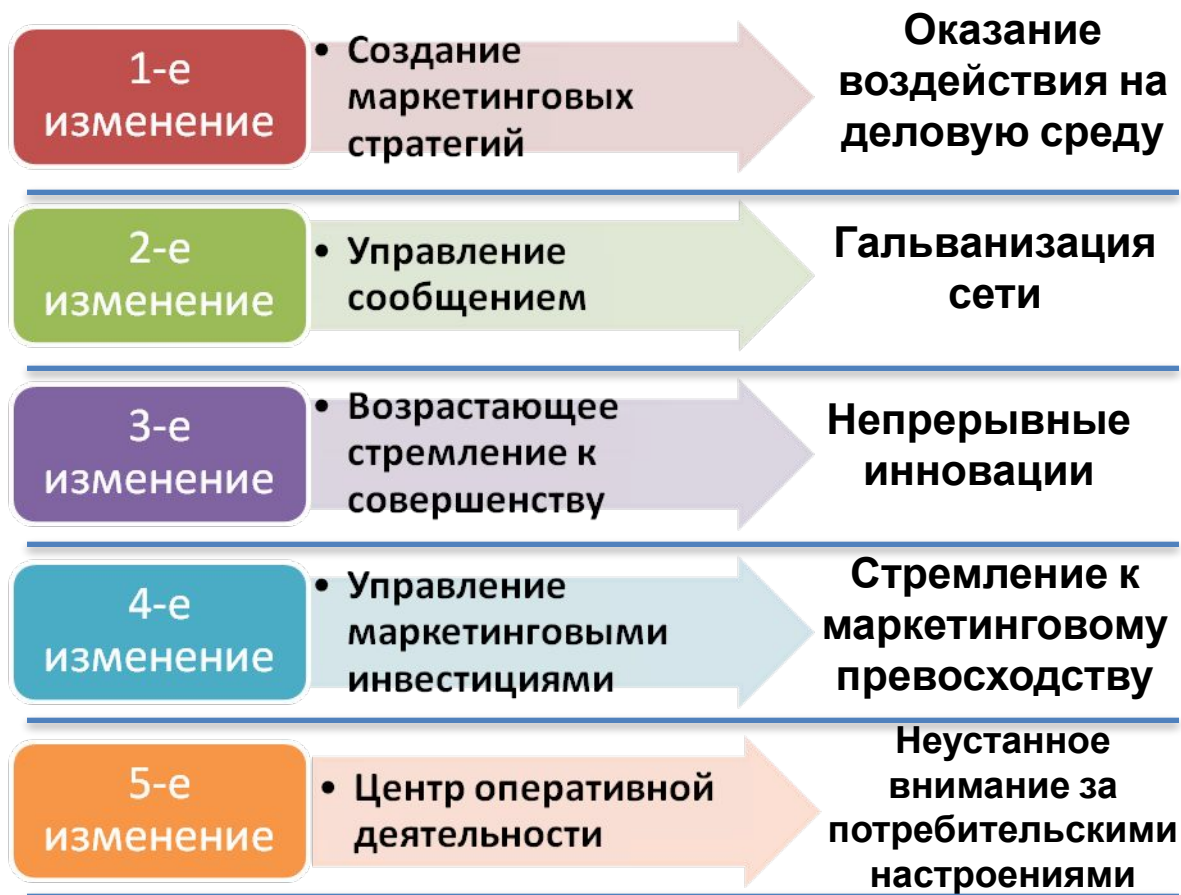 1-е
изменение
• Создание
маркетинговых
стратегий
Оказание
воздействия на
деловую среду
2-е
изменение
• Управление
сообщением
Гальванизация
сети
3-е
изменение
• Возрастающее
стремление к
совершенству
Непрерывные
инновации
4-е
изменение
• Управление
маркетинговыми
инвестициями
Стремление к
маркетинговому
превосходству
5-е
изменение
• Центр оперативной
деятельности
Неустанное
внимание за
потребительскими
настроениями